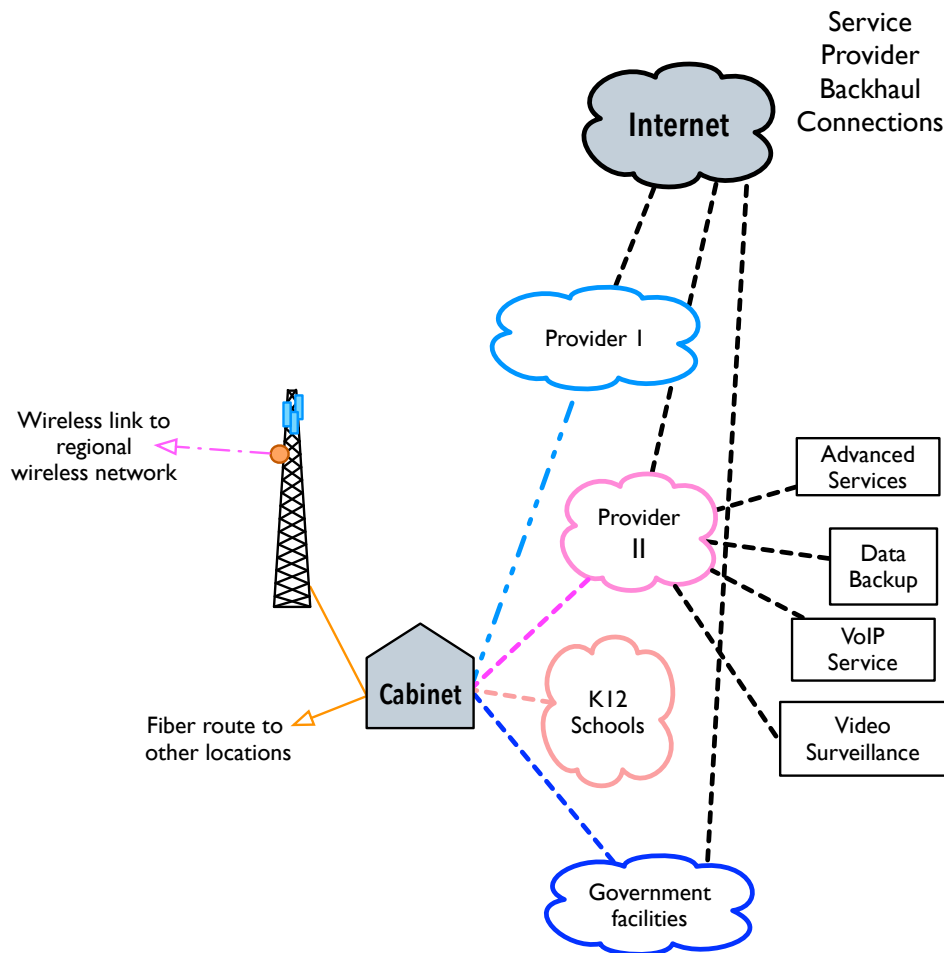 Service
Provider
Backhaul
Connections
Internet
Provider I
Wireless link to
regional
wireless network
Advanced
Services
Provider
II
Data
Backup
VoIP
Service
Cabinet
K12
Schools
Fiber route to
other locations
Video
Surveillance
Government
facilities